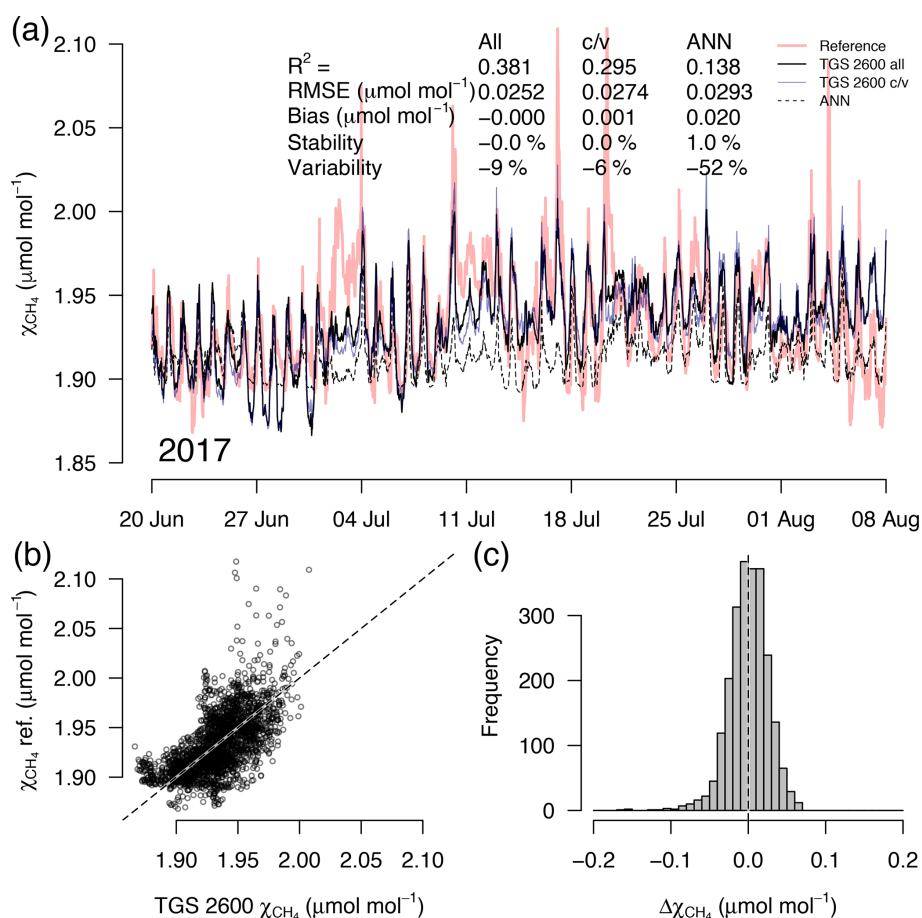 (a)
2.10
2.05
2.00
1.95
1.90
1.85
χCH₄ (μmol mol⁻¹)
All c/v ANN
R² = 0.381 0.295 0.138
RMSE (μmol mol⁻¹) 0.0252 0.0274 0.0293
Bias (μmol mol⁻¹) −0.000 0.001 0.020
Stability −0.0 % 0.0 % 1.0 %
Variability −9 % −6 % −52 %
Reference
TGS 2600 all
TGS 2600 c/v
ANN
2017
20 Jun 27 Jun 04 Jul 11 Jul 18 Jul 25 Jul 01 Aug 08 Aug
(b)
2.10
2.05
2.00
1.95
1.90
χCH₄ ref. (μmol mol⁻¹)
1.90 1.95 2.00 2.05 2.10
TGS 2600 χCH₄ (μmol mol⁻¹)
(c)
300
200
100
0
Frequency
−0.2 −0.1 0.0 0.1 0.2
ΔχCH₄ (μmol mol⁻¹)